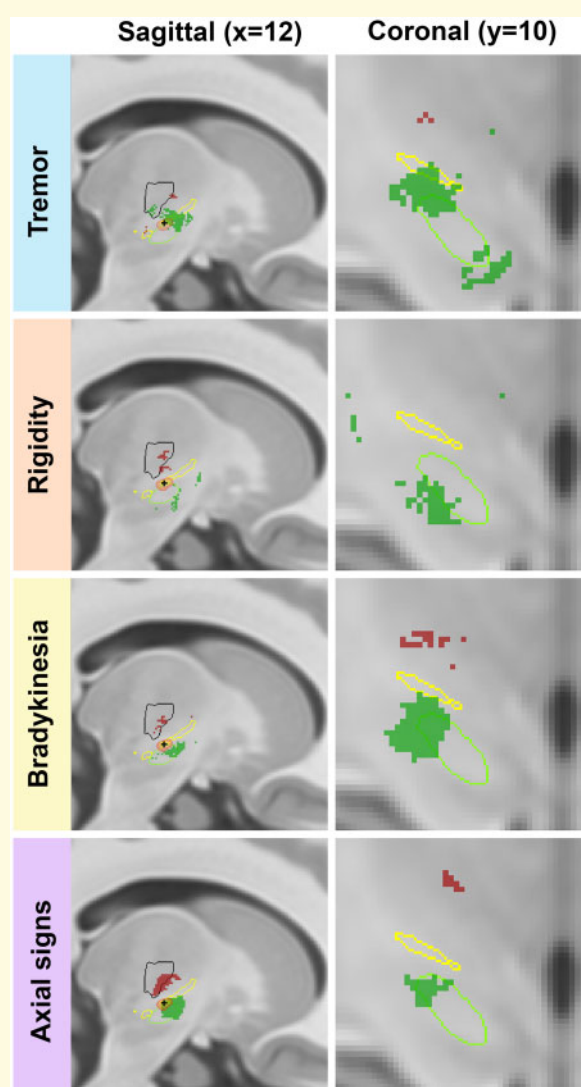 Sagittal (x=12) Coronal (y=10)
Tremor
Rigidity
Bradykinesia
Axial signs